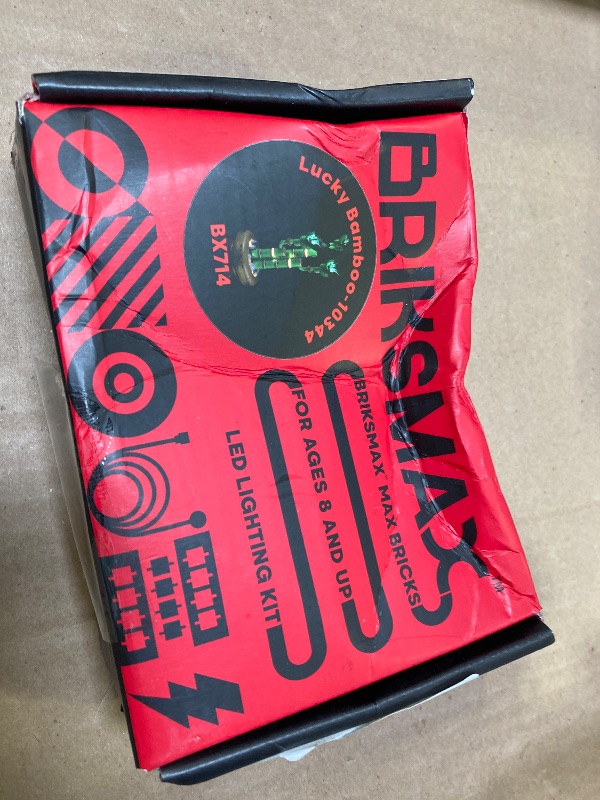 BRIKSMAX
Lucky Bamboo-10344
BX714
BRIKSMAX MAX BRICKS
FOR AGES 8 AND UP
LED LIGHTING KIT